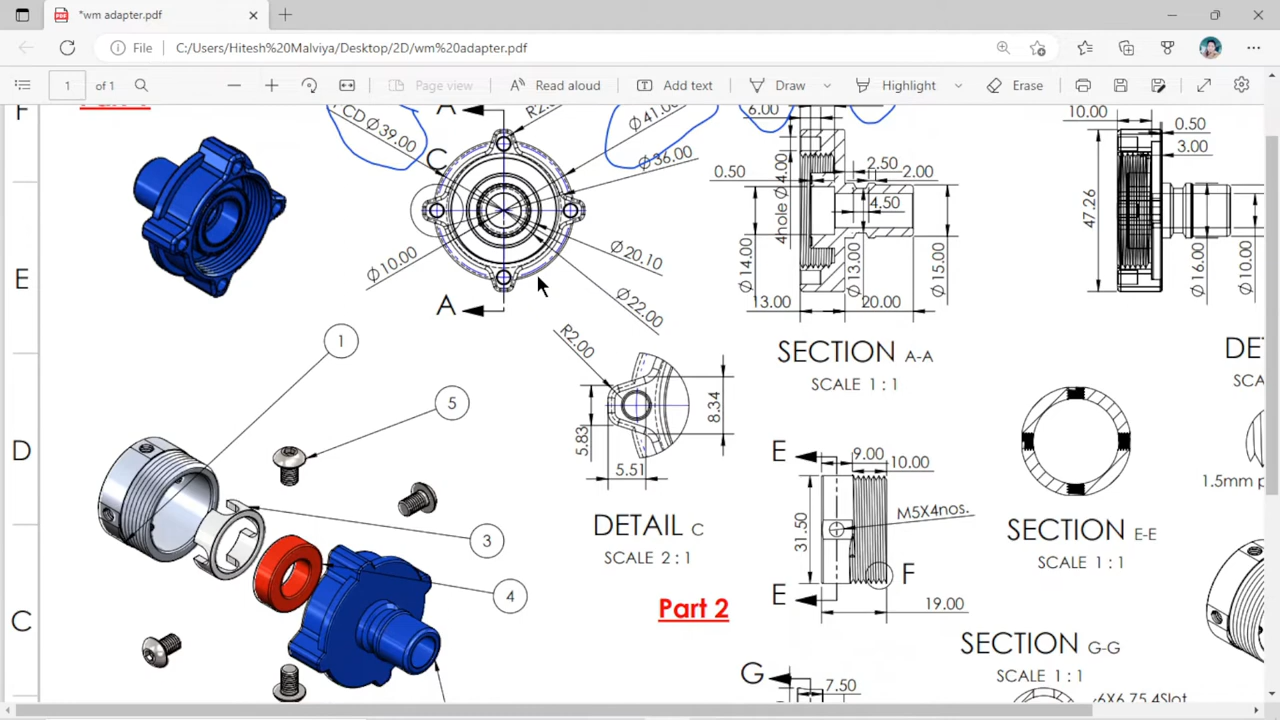 *wm adapter.pdf
File
C:/Users/Hitesh%20Malviya/Desktop/2D/wm%20adapter.pdf
1
of 1
Page view
Read aloud
Add text
Draw
Highlight
Erase
F
E
D
C
A
CDØ39.00
C
Ø41.00
Ø36.00
Ø10.00
Ø20.10
Ø22.00
A
6.00
0.50
2.50
2.00
4.50
4hole Ø4.00
Ø14.00
Ø13.00
Ø15.00
13.00
20.00
SECTION A-A
SCALE 1 : 1
10.00
0.50
3.00
47.26
Ø16.00
Ø10.00
R2.00
5.83
8.34
5.51
DETAIL C
SCALE 2 : 1
Part 2
1
5
3
4
E
9.00
10.00
31.50
M5X4nos.
F
E
19.00
SECTION E-E
SCALE 1 : 1
SECTION G-G
SCALE 1 : 1
G
7.50